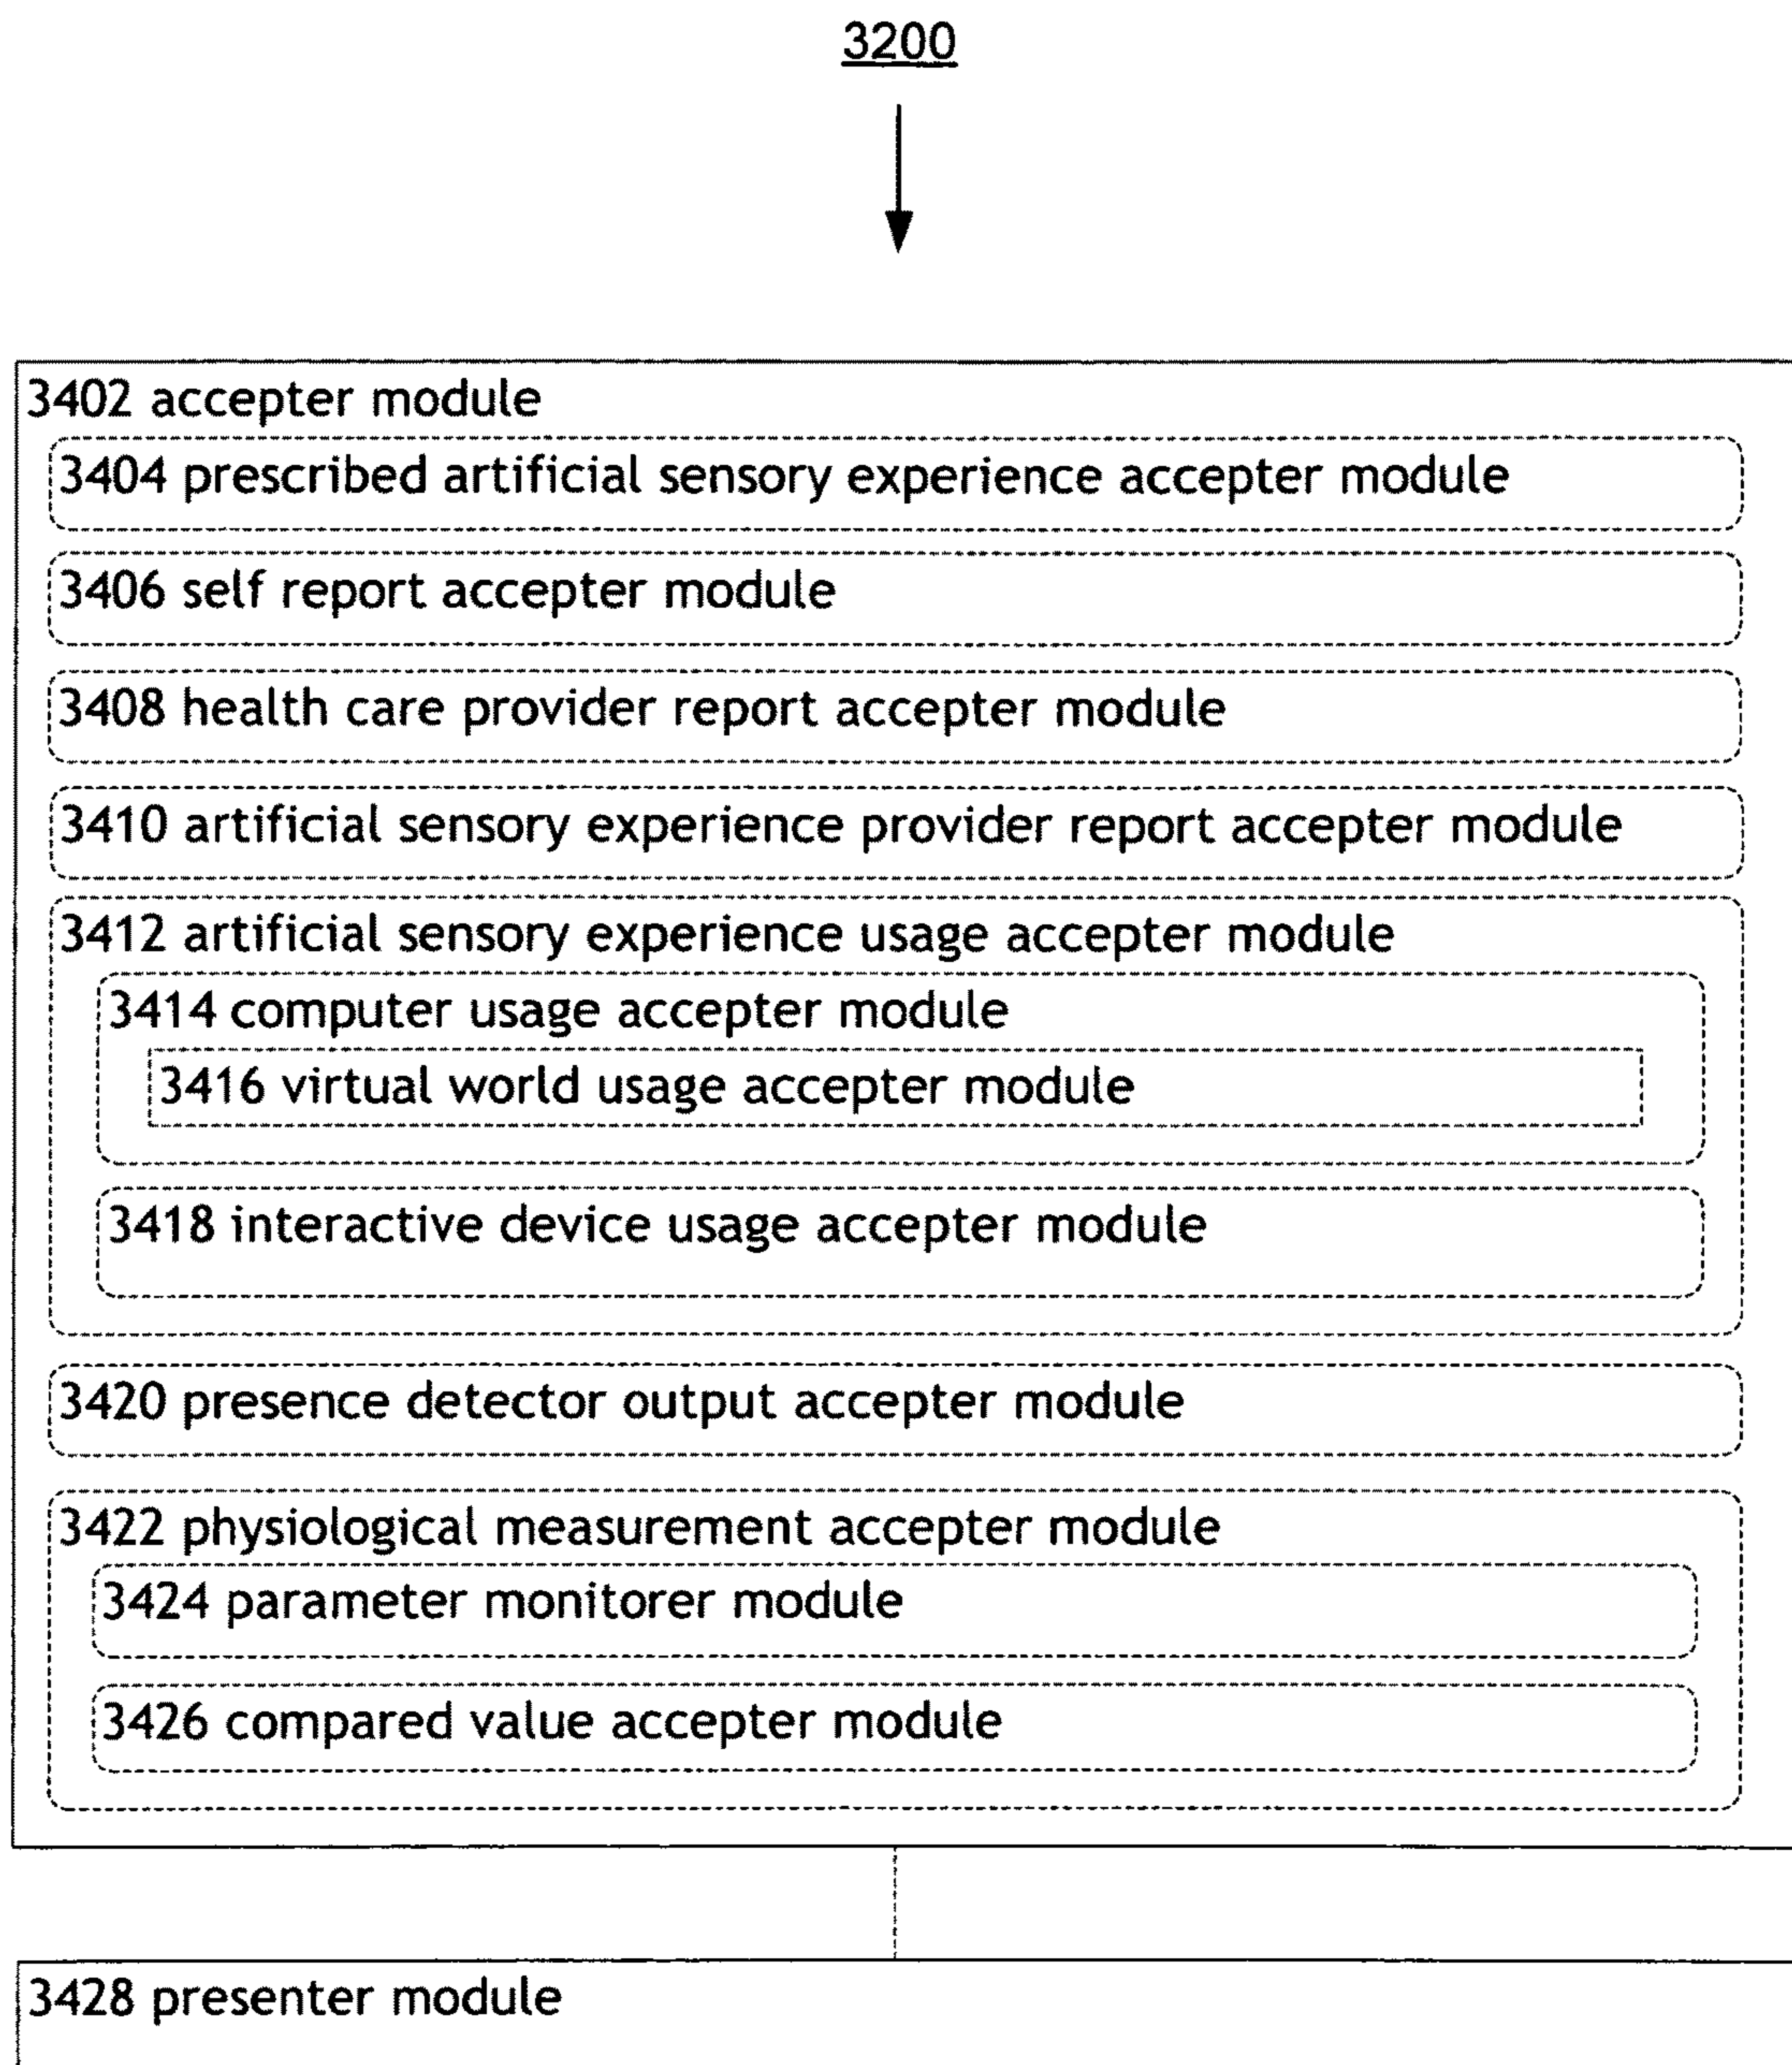 3200
3402 accepter module
3404 prescribed artificial sensory experience accepter module
3406 self report accepter module
3408 health care provider report accepter module
3410 artificial sensory experience provider report accepter module
3412 artificial sensory experience usage accepter module
3414 computer usage accepter module
3416 virtual world usage accepter module
3418 interactive device usage accepter module
3420 presence detector output accepter module
3422 physiological measurement accepter module
3424 parameter monitorer module
3426 compared value accepter module
3428 presenter module